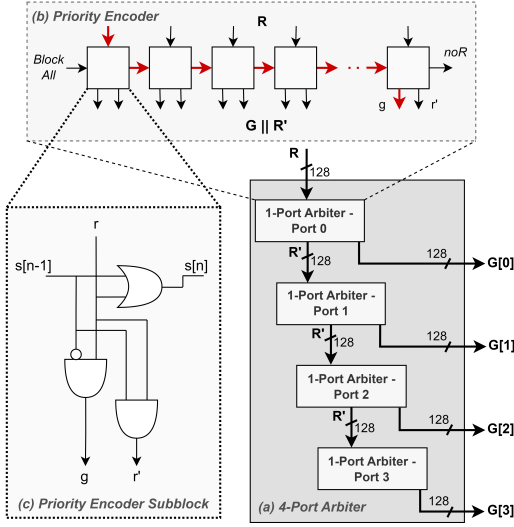 (b) Priority Encoder
R
Block
All
noR
g
r'
G || R'
R
128
1-Port Arbiter -
Port 0
R'
128
128
G[0]
1-Port Arbiter -
Port 1
R'
128
128
G[1]
1-Port Arbiter -
Port 2
R'
128
128
G[2]
1-Port Arbiter -
Port 3
128
G[3]
(a) 4-Port Arbiter
r
s[n-1]
s[n]
g
r'
(c) Priority Encoder Subblock